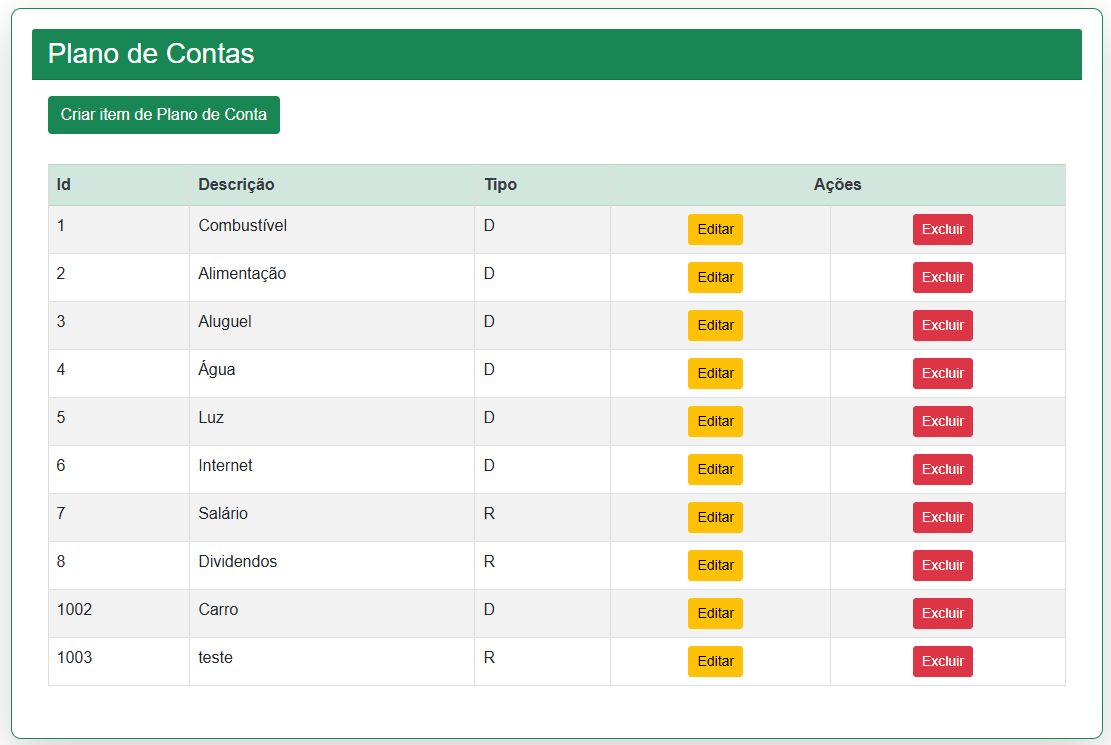 Plano de Contas
Criar item de Plano de Conta
Id Descrição Tipo Ações
1 Combustível D Editar Excluir
2 Alimentação D Editar Excluir
3 Aluguel D Editar Excluir
4 Água D Editar Excluir
5 Luz D Editar Excluir
6 Internet D Editar Excluir
7 Salário R Editar Excluir
8 Dividendos R Editar Excluir
1002 Carro D Editar Excluir
1003 teste R Editar Excluir